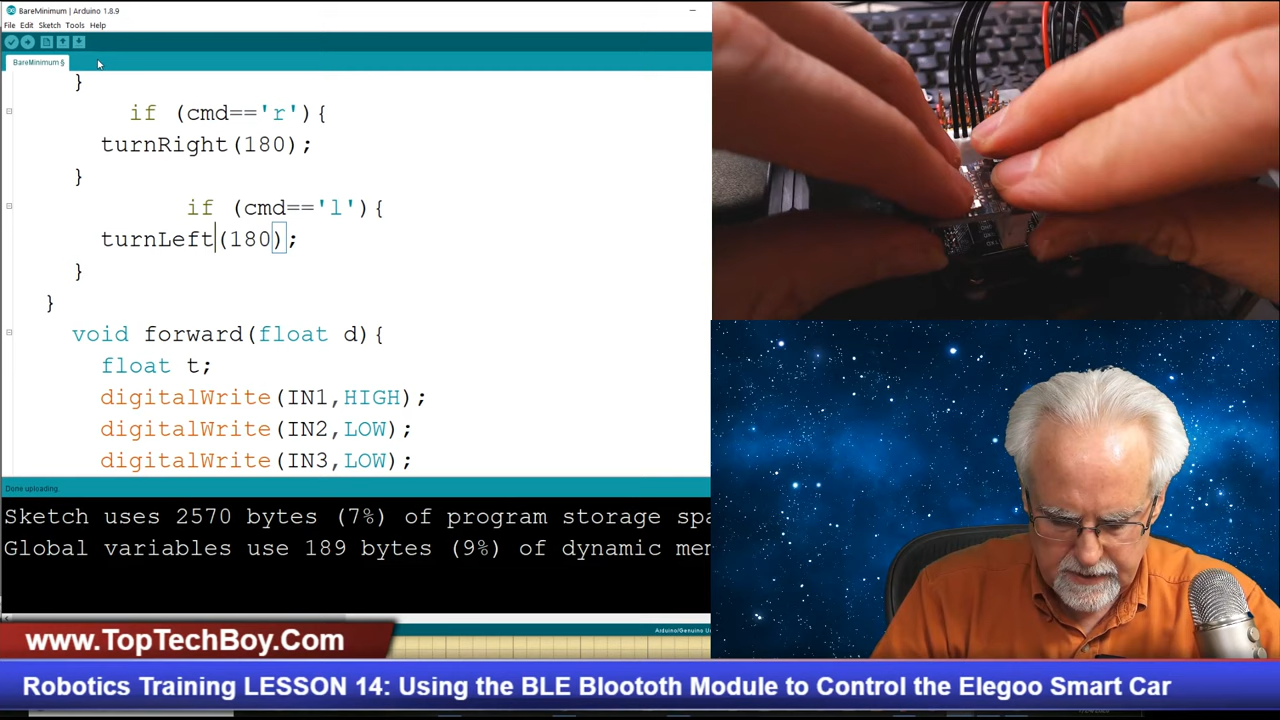 BareMinimum | Arduino 1.8.9
File Edit Sketch Tools Help
BareMinimum §
}
if (cmd=='r'){
turnRight(180);
}
if (cmd=='l'){
turnLeft(180);
}
}
void forward(float d){
float t;
digitalWrite(IN1,HIGH);
digitalWrite(IN2,LOW);
digitalWrite(IN3,LOW);
Done uploading.
Sketch uses 2570 bytes (7%) of program storage spa
Global variables use 189 bytes (9%) of dynamic mem
www.TopTechBoy.Com
Robotics Training LESSON 14: Using the BLE Bloototh Module to Control the Elegoo Smart Car